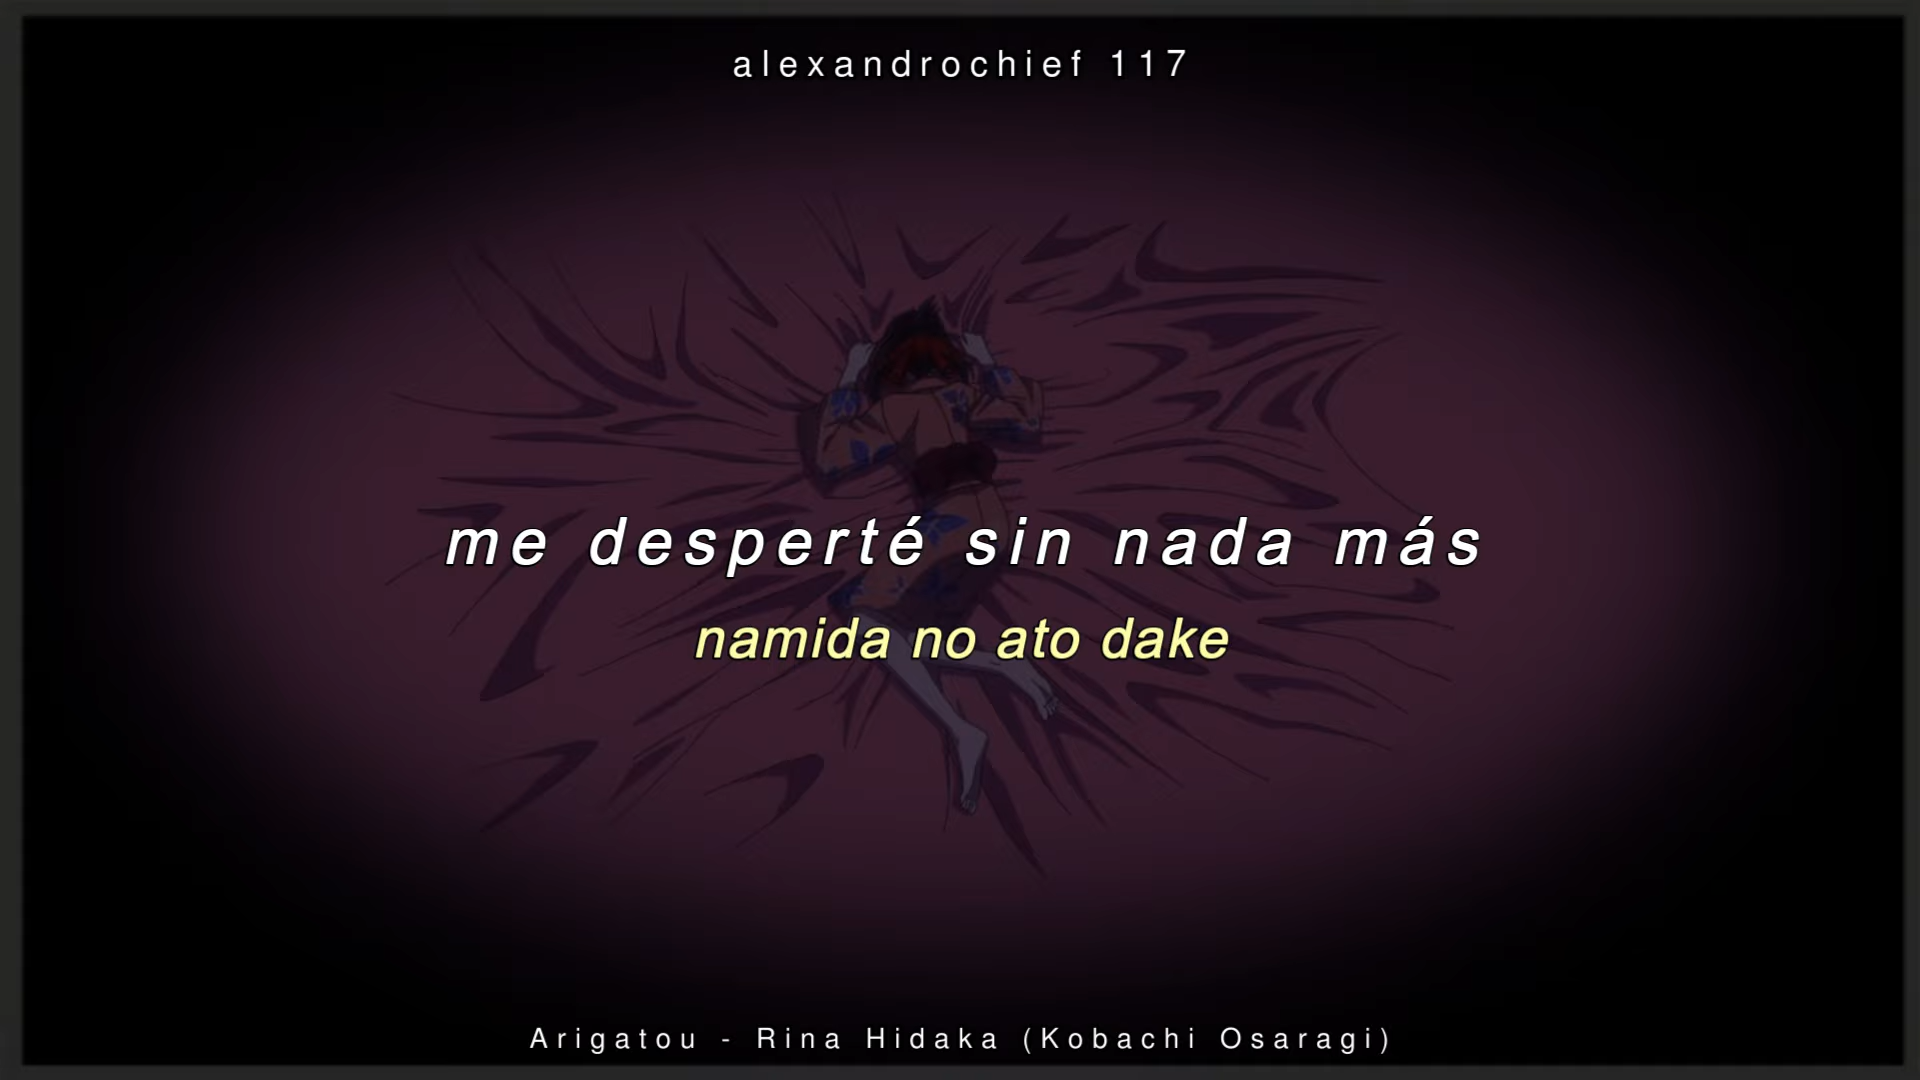 alexandrochief 117
me desperté sin nada más
namida no ato dake
Arigatou - Rina Hidaka (Kobachi Osaragi)